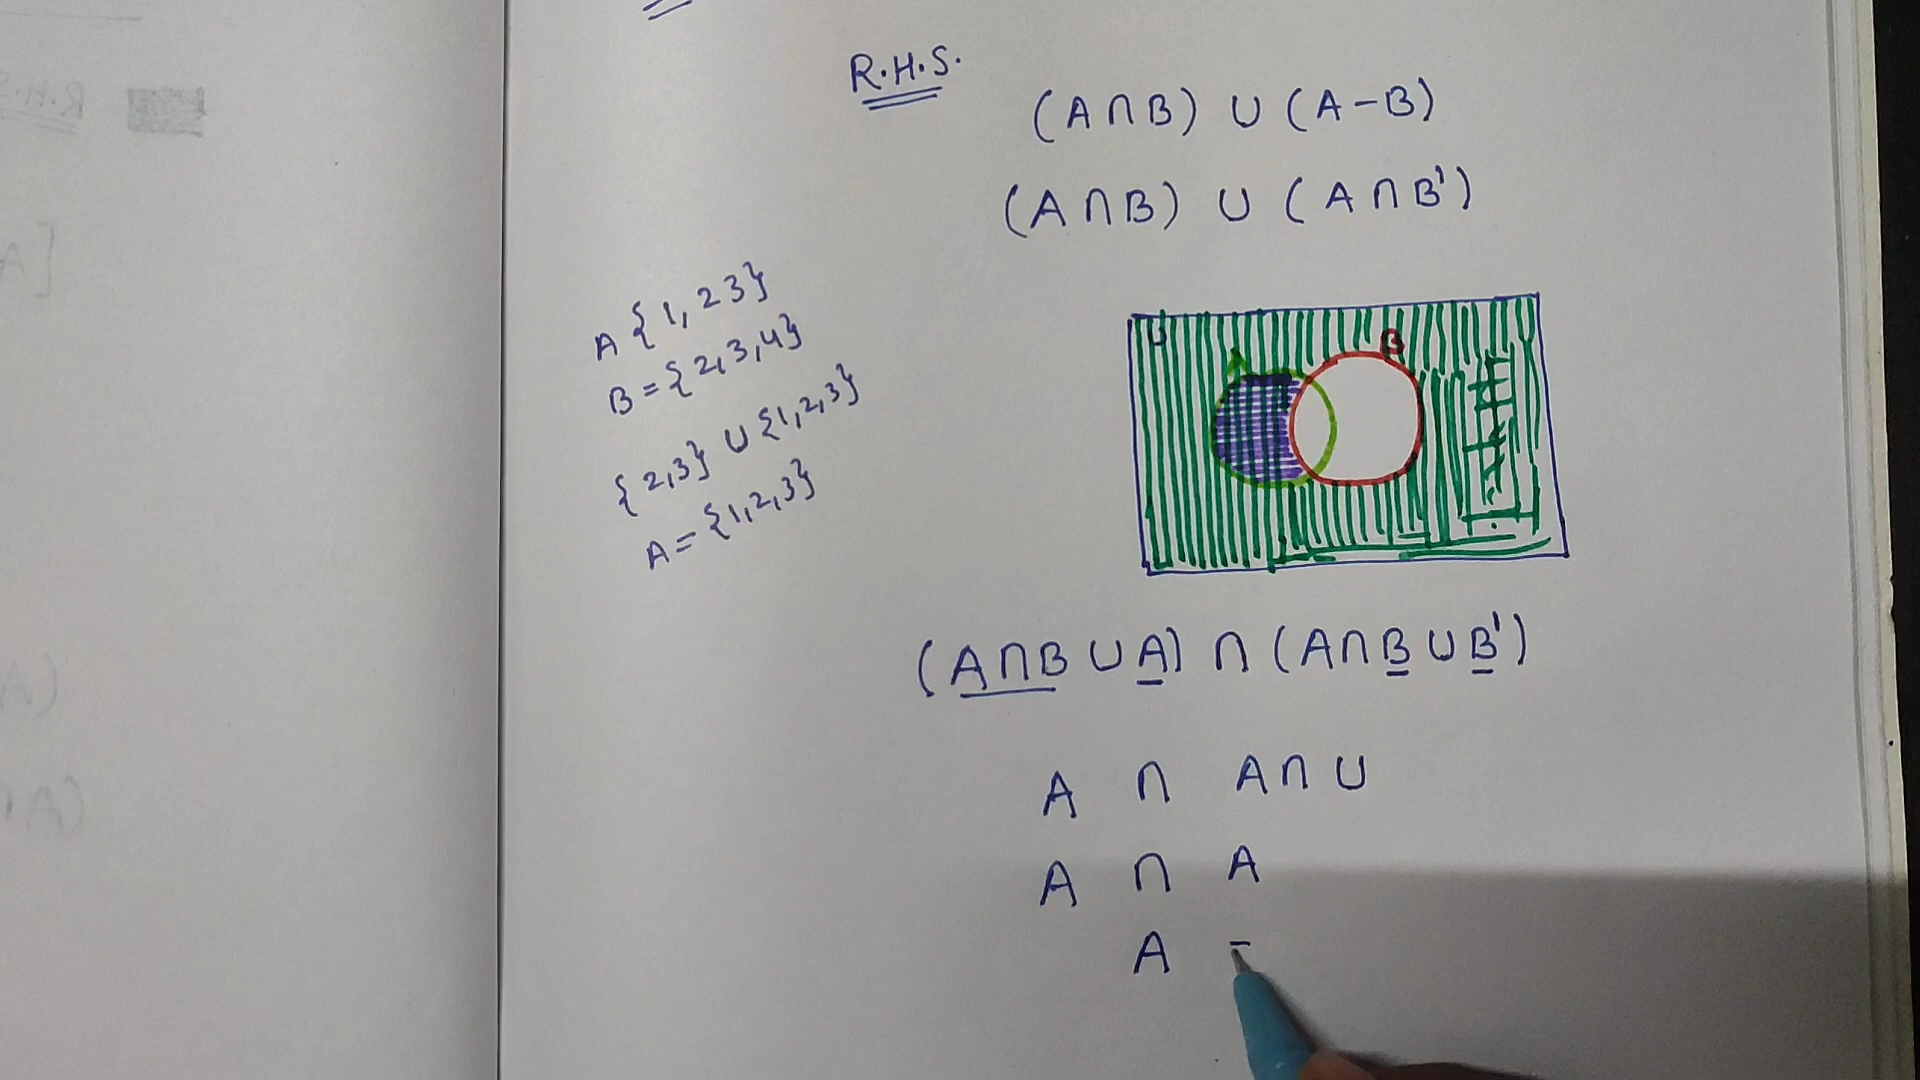 R.H.S.
(A∩B) ∪ (A-B)
(A∩B) ∪ (A∩B')
A {1, 2 3}
B = {2, 3, 4}
{2,3} ∪ {1,2,3}
A = {1,2,3}
U
A
B
(A∩B ∪ A) ∩ (A∩B ∪ B')
A ∩ A∩U
A ∩ A
A -